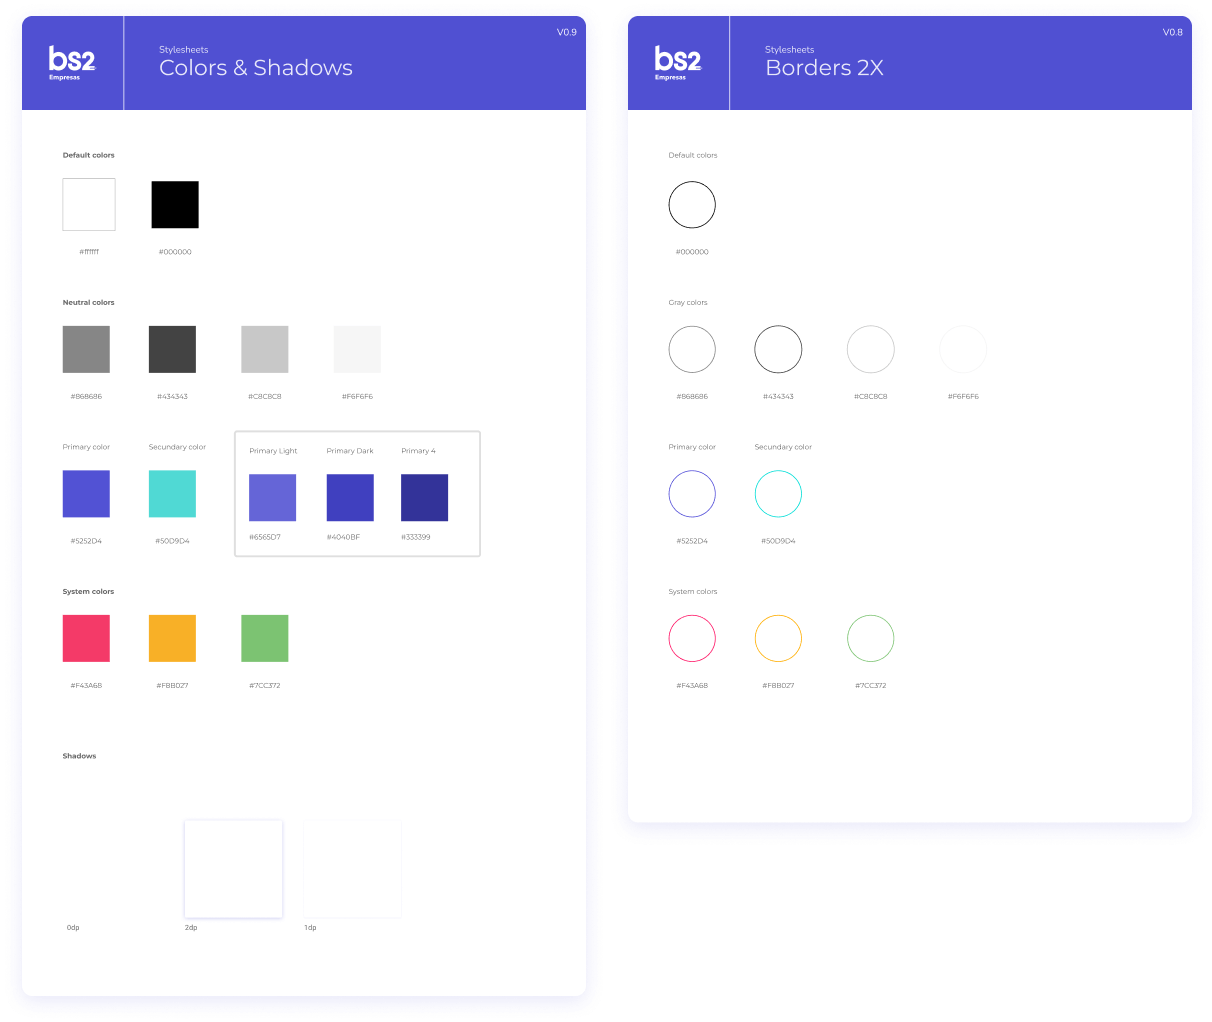 bs2
Empresas
Stylesheets
Colors & Shadows
V0.9
Default colors
#ffffff
#000000
Neutral colors
#868686
#434343
#C8C8C8
#F6F6F6
Primary color
Secundary color
Primary Light
Primary Dark
Primary 4
#5252D4
#50D9D4
#6565D7
#4040BF
#333399
System colors
#F43A68
#F8B027
#7CC372
Shadows
0dp
2dp
1dp
bs2
Empresas
Stylesheets
Borders 2X
V0.8
Default colors
#000000
Gray colors
#868686
#434343
#C8C8C8
#F6F6F6
Primary color
Secundary color
#5252D4
#50D9D4
System colors
#F43A68
#F8B027
#7CC372